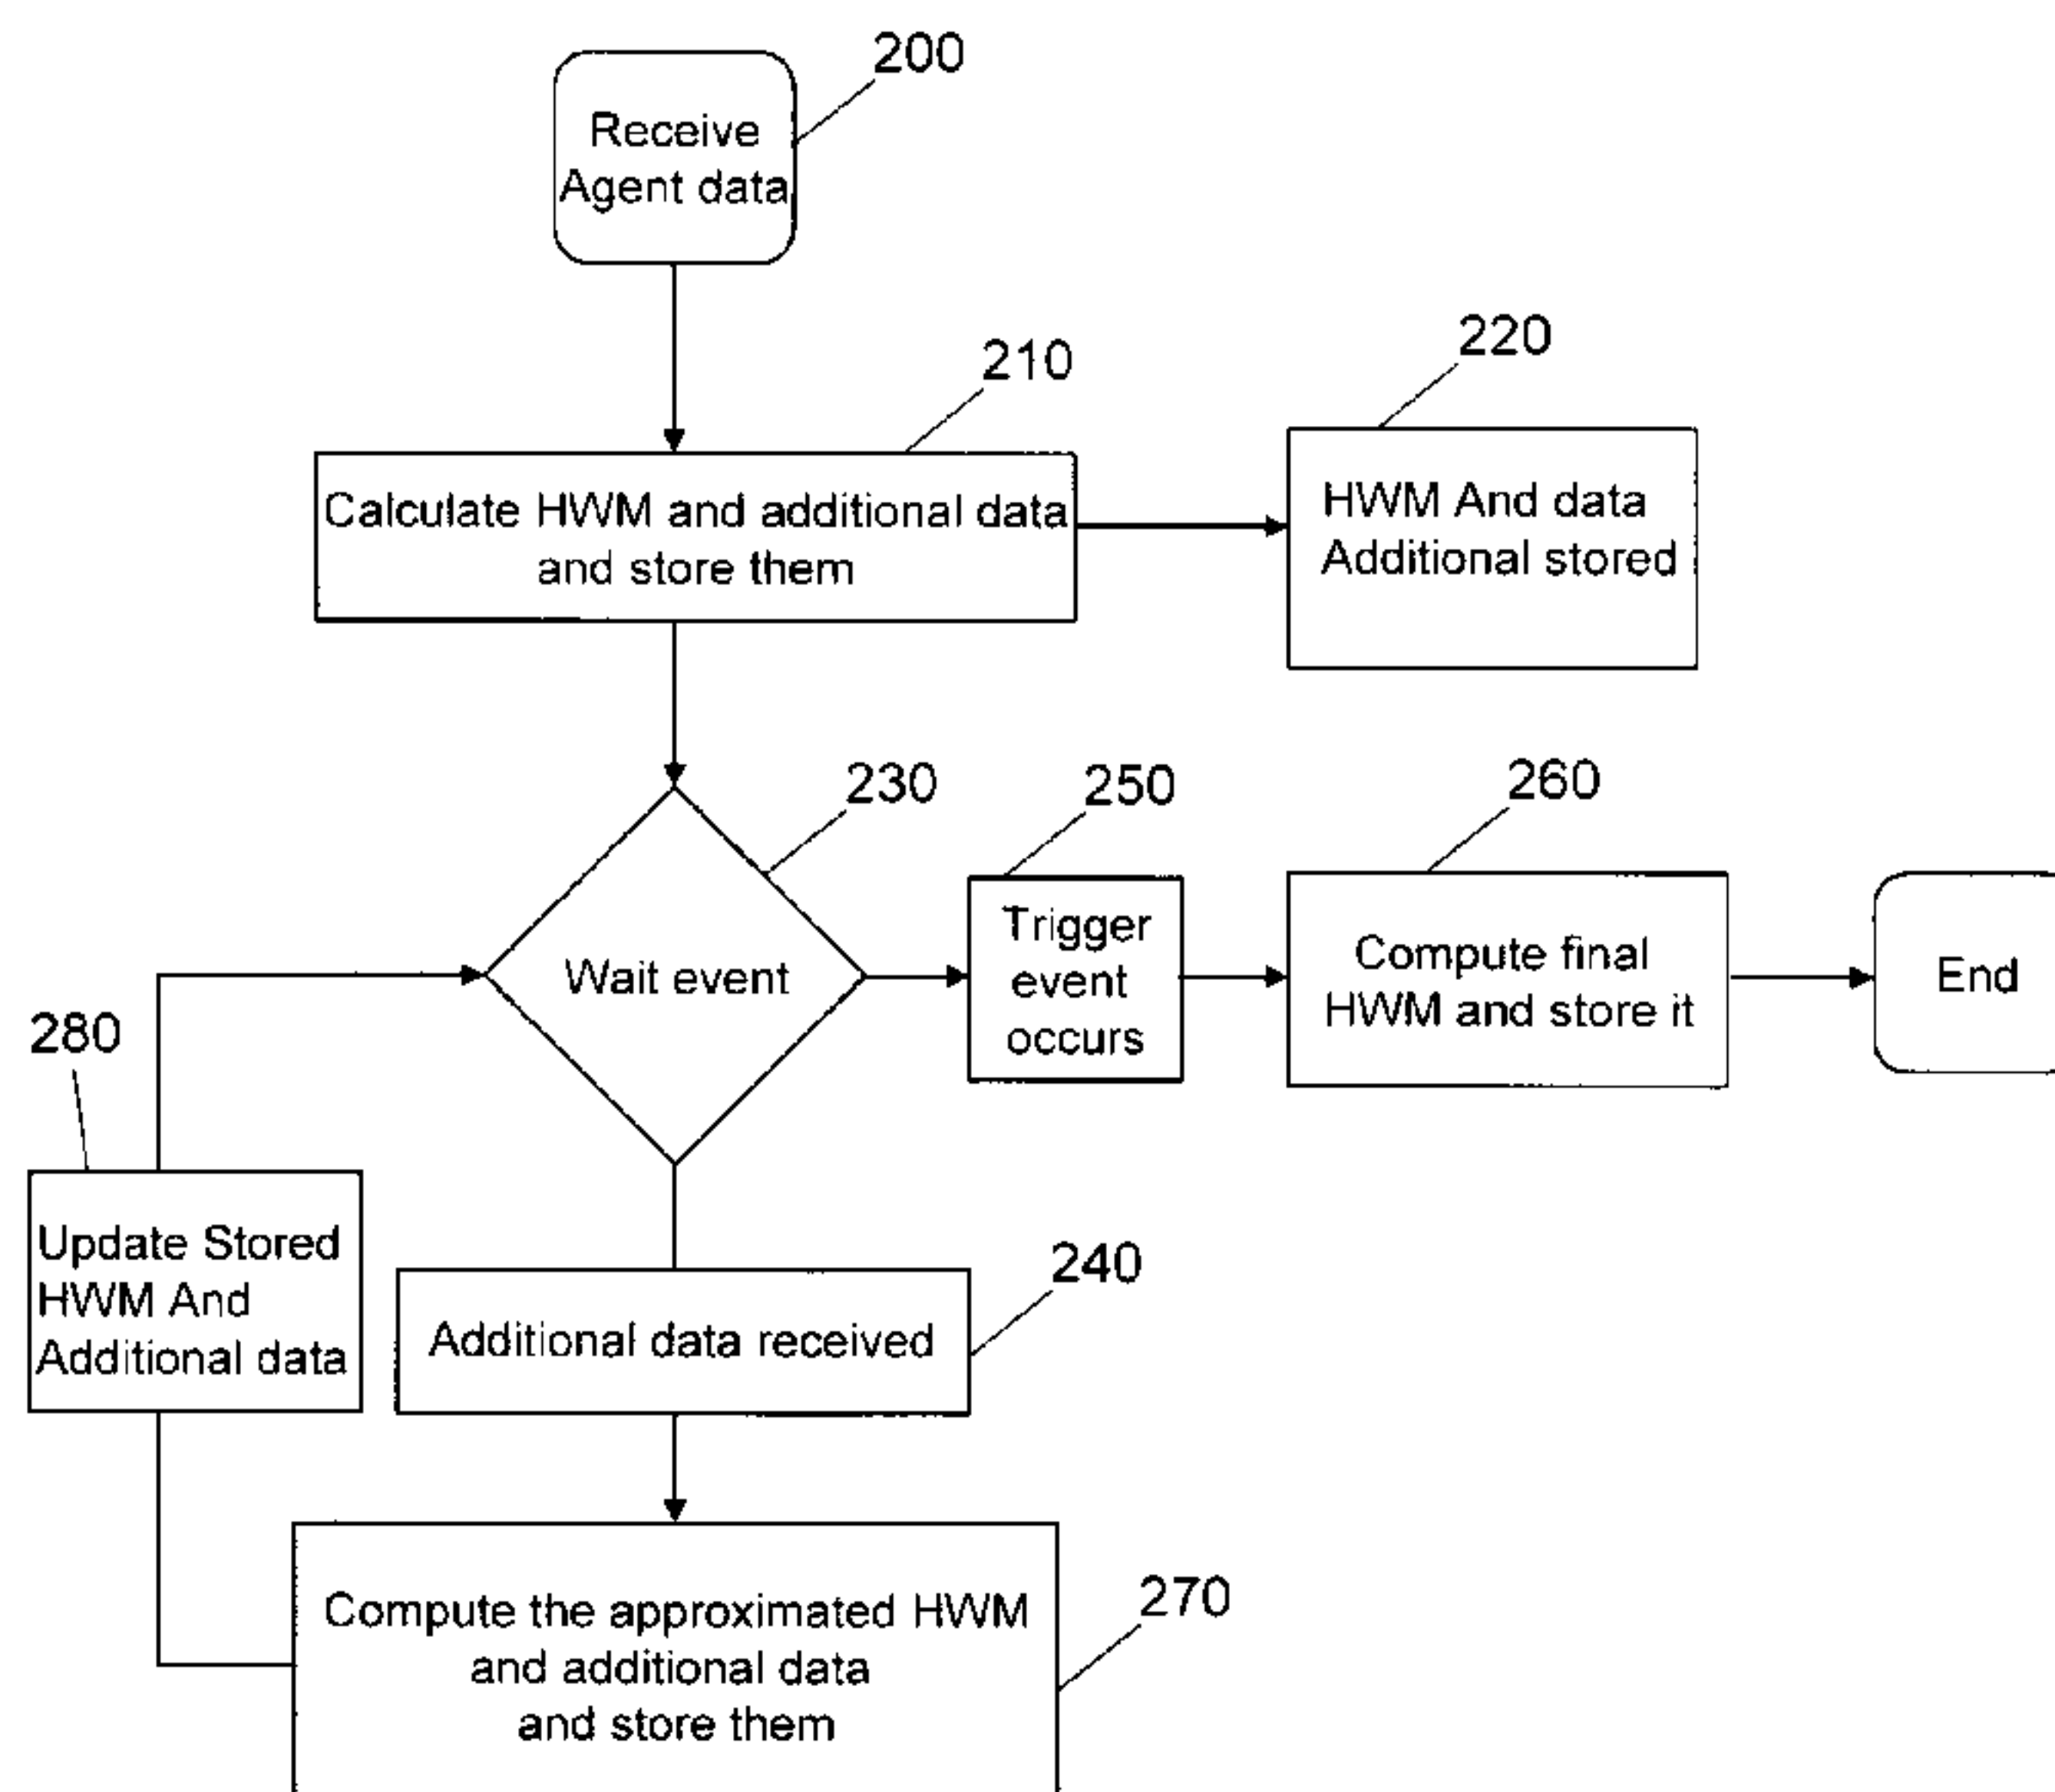 200
Receive
Agent data
210
220
Calculate HWM and additional data
and store them
HWM And data
Additional stored
230
250
260
Wait event
Trigger
event
occurs
Compute final
HWM and store it
End
280
Update Stored
HWM And
Additional data
240
Additional data received
270
Compute the approximated HWM
and additional data
and store them